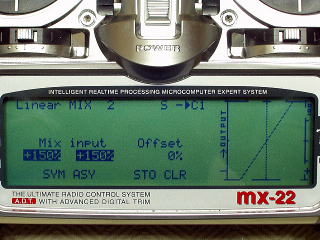 POWER
INTELLIGENT REALTIME PROCESSING MICROCOMPUTER EXPERT SYSTEM
Linear MIX 2 S →C1
Mix input Offset
+150% +150% 0%
SYM ASY STO CLR
OUTPUT
THE ULTIMATE RADIO CONTROL SYSTEM
A.D.T. WITH ADVANCED DIGITAL TRIM
mx-22